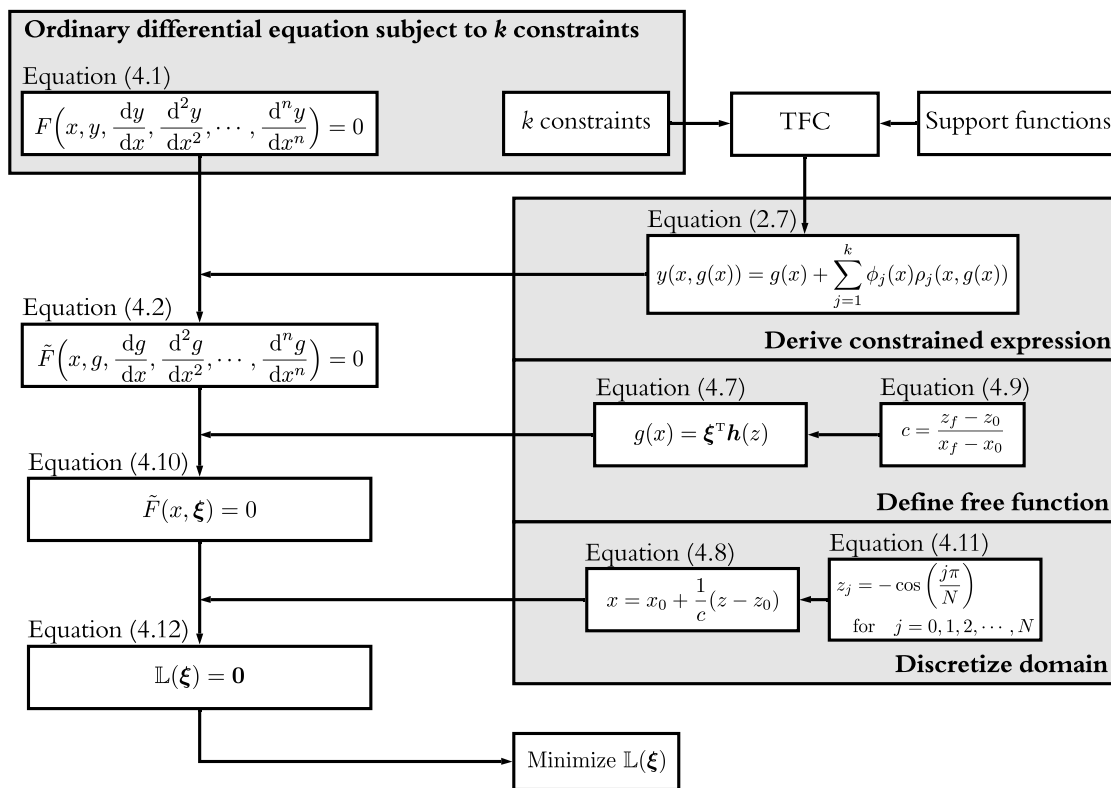 Ordinary differential equation subject to k constraints
Equation (4.1)
F(x, y, dy/dx, d²y/dx², ⋯, dⁿy/dxⁿ) = 0
k constraints
TFC
Support functions
Equation (2.7)
y(x, g(x)) = g(x) + ∑_{j=1}^{k} ϕ_j(x)ρ_j(x, g(x))
Derive constrained expression
Equation (4.2)
F̃(x, g, dg/dx, d²g/dx², ⋯, dⁿg/dxⁿ) = 0
Equation (4.7)
g(x) = ξᵀh(z)
Equation (4.9)
c = (z_f − z_0)/(x_f − x_0)
Define free function
Equation (4.10)
F̃(x, ξ) = 0
Equation (4.8)
x = x_0 + 1/c (z − z_0)
Equation (4.11)
z_j = − cos (jπ/N)
for j = 0, 1, 2, ⋯, N
Discretize domain
Equation (4.12)
𝕃(ξ) = 0
Minimize 𝕃(ξ)